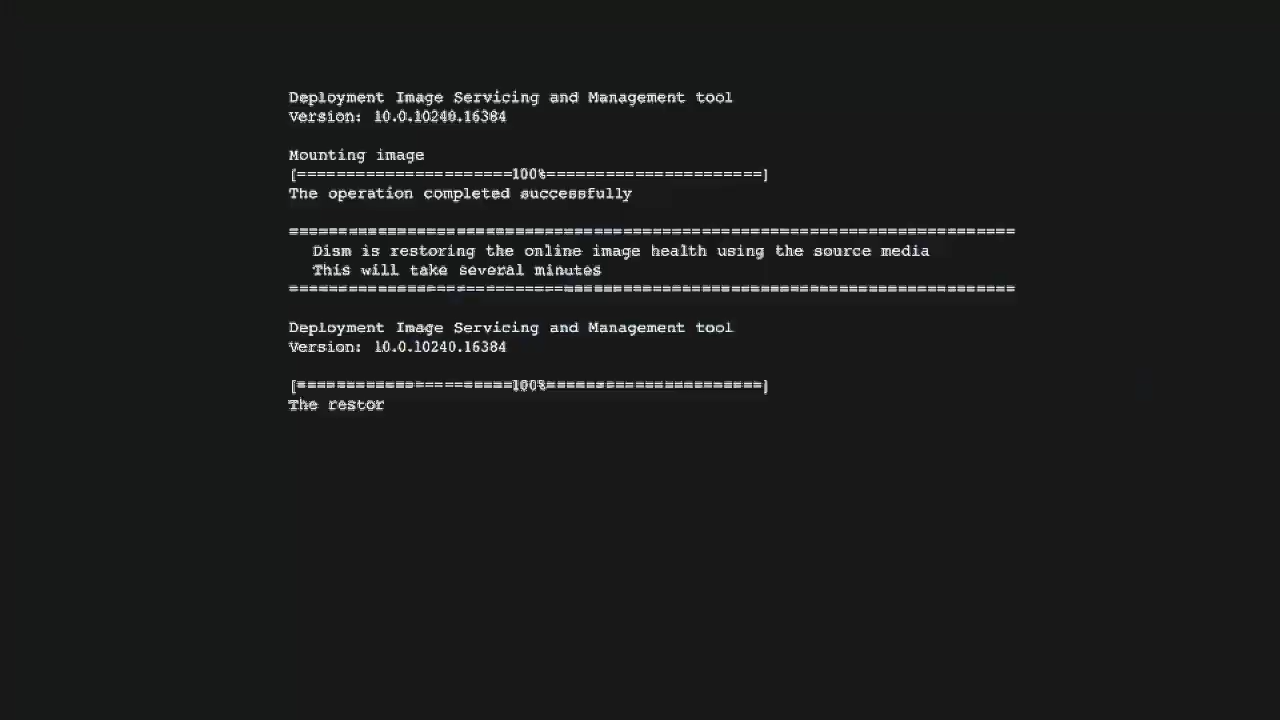 Deployment Image Servicing and Management tool
Version: 10.0.10240.16384
Mounting image
[======================100%======================]
The operation completed successfully
===========================================================================
Dism is restoring the online image health using the source media
This will take several minutes
===========================================================================
Deployment Image Servicing and Management tool
Version: 10.0.10240.16384
[======================100%======================]
The restor